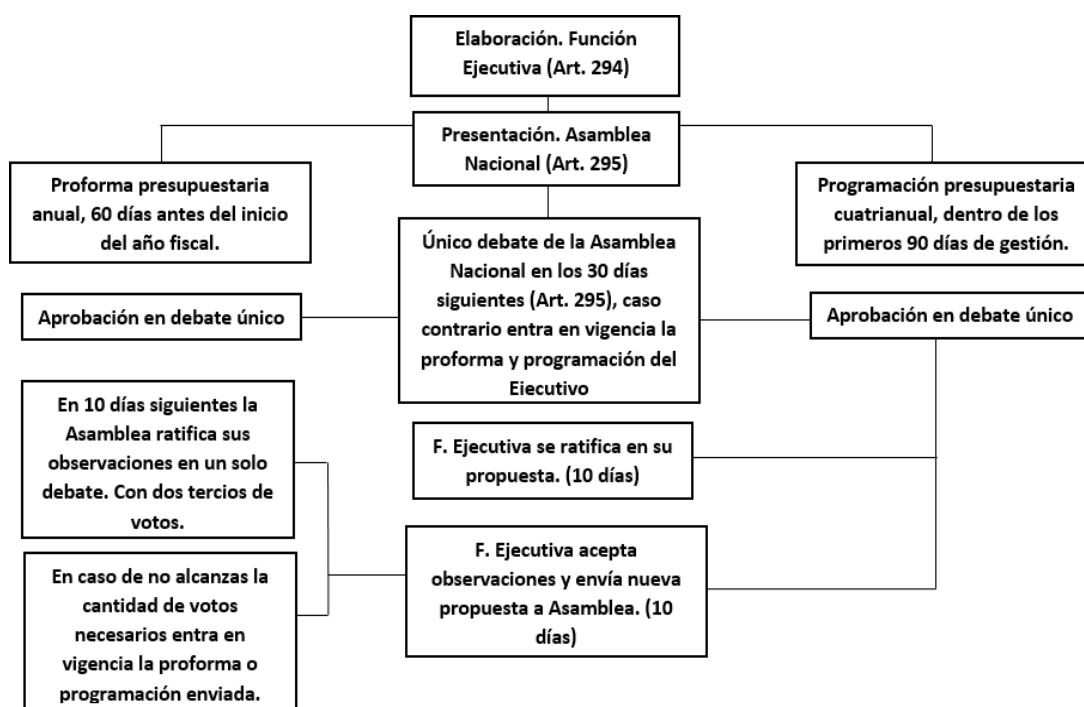 Elaboración. Función
Ejecutiva (Art. 294)
Presentación. Asamblea
Nacional (Art. 295)
Proforma presupuestaria
anual, 60 días antes del inicio
del año fiscal.
Programación presupuestaria
cuatrianual, dentro de los
primeros 90 días de gestión.
Único debate de la Asamblea
Nacional en los 30 días
siguientes (Art. 295), caso
contrario entra en vigencia la
proforma y programación del
Ejecutivo
Aprobación en debate único
Aprobación en debate único
En 10 días siguientes la
Asamblea ratifica sus
observaciones en un solo
debate. Con dos tercios de
votos.
F. Ejecutiva se ratifica en su
propuesta. (10 días)
F. Ejecutiva acepta
observaciones y envía nueva
propuesta a Asamblea. (10
días)
En caso de no alcanzas la
cantidad de votos
necesarios entra en
vigencia la proforma o
programación enviada.